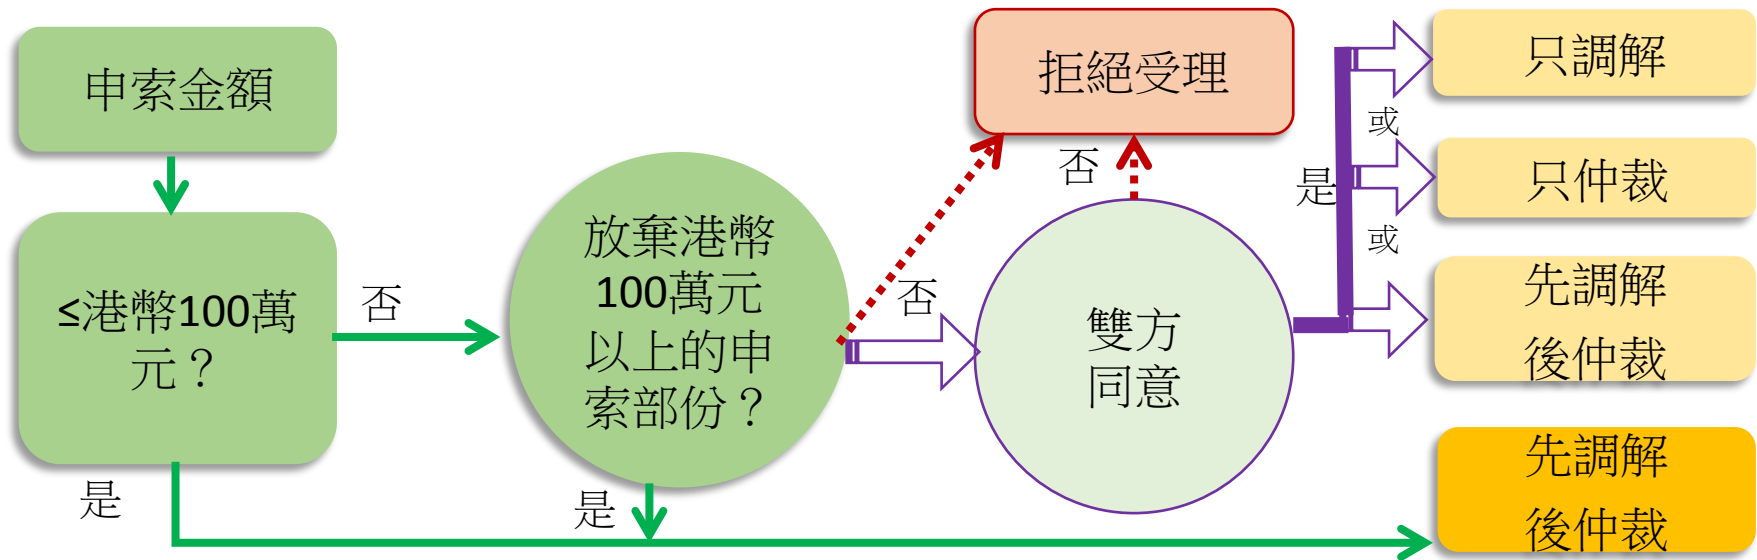 申索金額
≤港幣100萬
元？
是
否
放棄港幣
100萬元
以上的申
索部份？
是
否
拒絕受理
否
雙方
同意
是
只調解
或
只仲裁
或
先調解
後仲裁
先調解
後仲裁